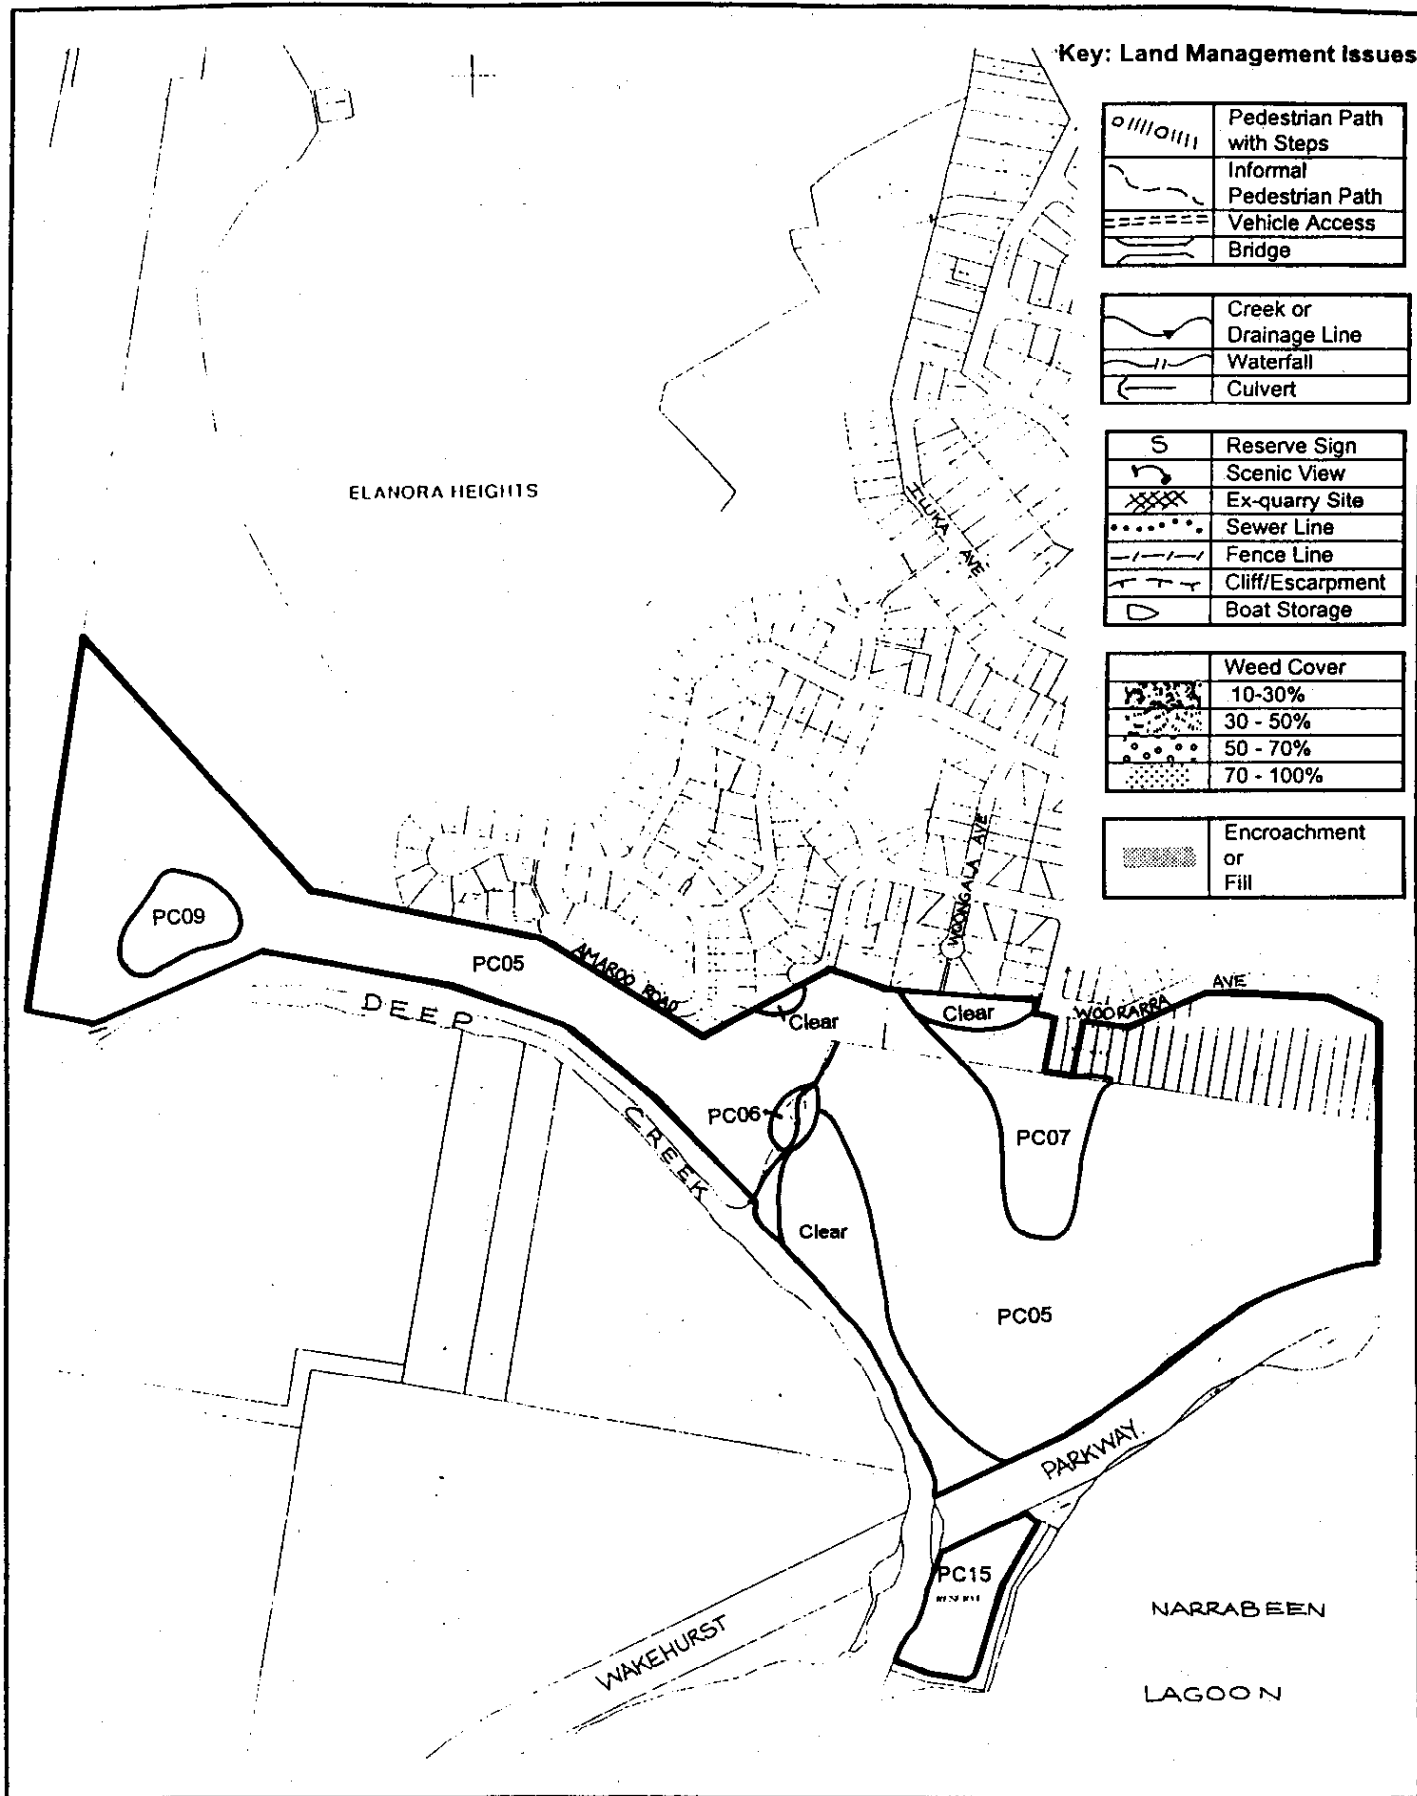 Key: Land Management Issues
Pedestrian Path
with Steps
Informal
Pedestrian Path
Vehicle Access
Bridge
Creek or
Drainage Line
Waterfall
Culvert
S
Reserve Sign
Scenic View
Ex-quarry Site
Sewer Line
Fence Line
Cliff/Escarpment
Boat Storage
Weed Cover
10-30%
30 - 50%
50 - 70%
70 - 100%
Encroachment
or
Fill
ELANORA HEIGHTS
ILUKA AVE
WOONGALA AVE
PC09
PC05
AMAROO ROAD
DEEP
CREEK
Clear
Clear
WOORARRA AVE
PC06
PC07
Clear
PC05
PARKWAY.
WAKEHURST
PC15
RESERVE
NARRABEEN
LAGOON